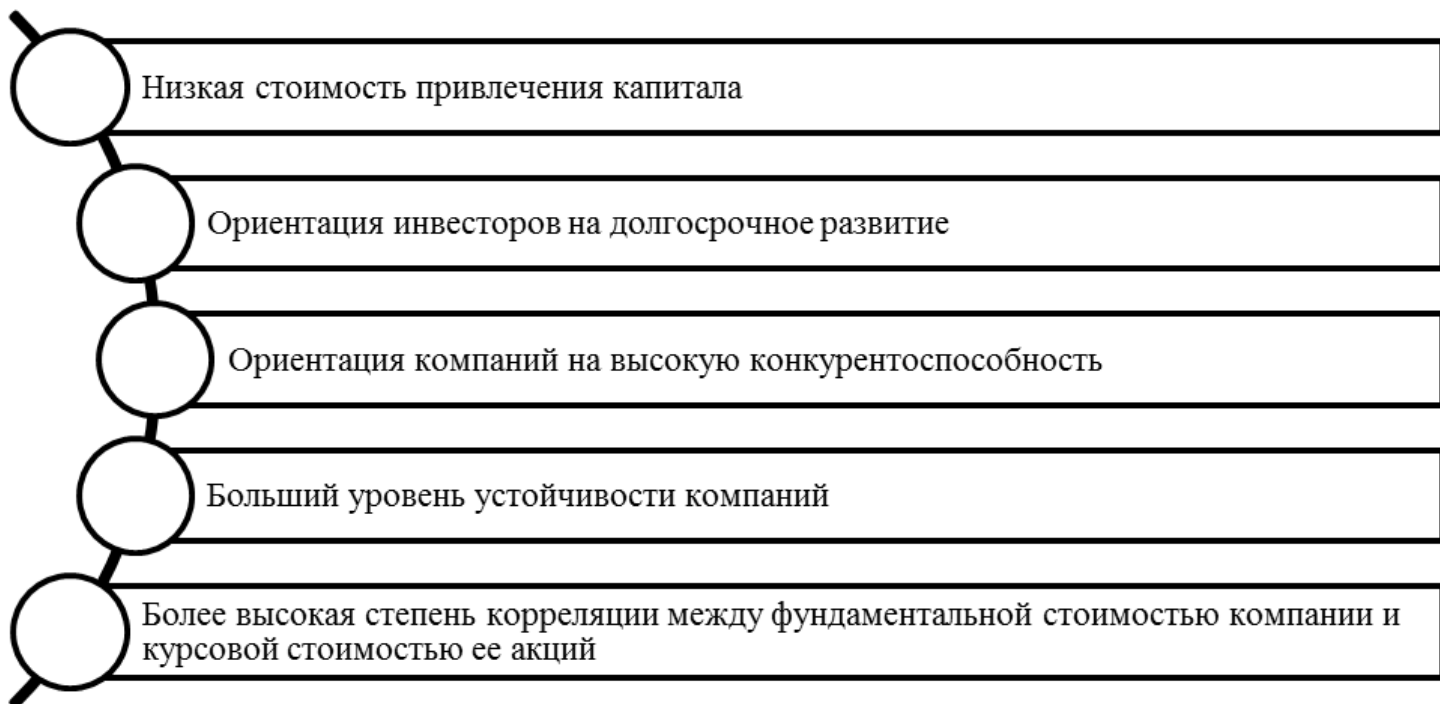 Низкая стоимость привлечения капитала
Ориентация инвесторов на долгосрочное развитие
Ориентация компаний на высокую конкурентоспособность
Больший уровень устойчивости компаний
Более высокая степень корреляции между фундаментальной стоимостью компании и
курсовой стоимостью ее акций